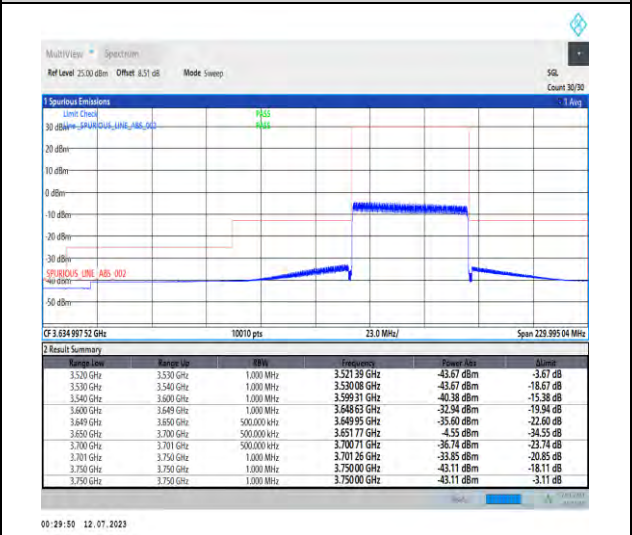 MultiView Spectrum
Ref Level 25.00 dBm Offset 8.51 dB Mode Sweep SGL
Count 30/30
1 Spurious Emissions 1 Avg
Limit Check PASS
30 dBm Line _SPURIOUS_LINE_ABS_002 PASS
20 dBm
10 dBm
0 dBm
-10 dBm
-20 dBm
-30 dBm
_SPURIOUS_LINE_ABS_002
-40 dBm
-50 dBm
CF 3.634 997 52 GHz 10010 pts 23.0 MHz/ Span 229.995 04 MHz
2 Result Summary
Range Low Range Up RBW Frequency Power Abs ΔLimit
3.520 GHz 3.530 GHz 1.000 MHz 3.521 39 GHz -43.67 dBm -3.67 dB
3.530 GHz 3.540 GHz 1.000 MHz 3.530 08 GHz -43.67 dBm -18.67 dB
3.540 GHz 3.600 GHz 1.000 MHz 3.599 31 GHz -40.38 dBm -15.38 dB
3.600 GHz 3.649 GHz 1.000 MHz 3.648 63 GHz -32.94 dBm -19.94 dB
3.649 GHz 3.650 GHz 500.000 kHz 3.649 95 GHz -35.60 dBm -22.60 dB
3.650 GHz 3.700 GHz 500.000 kHz 3.651 77 GHz -4.55 dBm -34.55 dB
3.700 GHz 3.701 GHz 500.000 kHz 3.700 71 GHz -36.74 dBm -23.74 dB
3.701 GHz 3.750 GHz 1.000 MHz 3.701 26 GHz -33.85 dBm -20.85 dB
3.750 GHz 3.750 GHz 1.000 MHz 3.750 00 GHz -43.11 dBm -18.11 dB
3.750 GHz 3.750 GHz 1.000 MHz 3.750 00 GHz -43.11 dBm -3.11 dB
00:29:50 12.07.2023